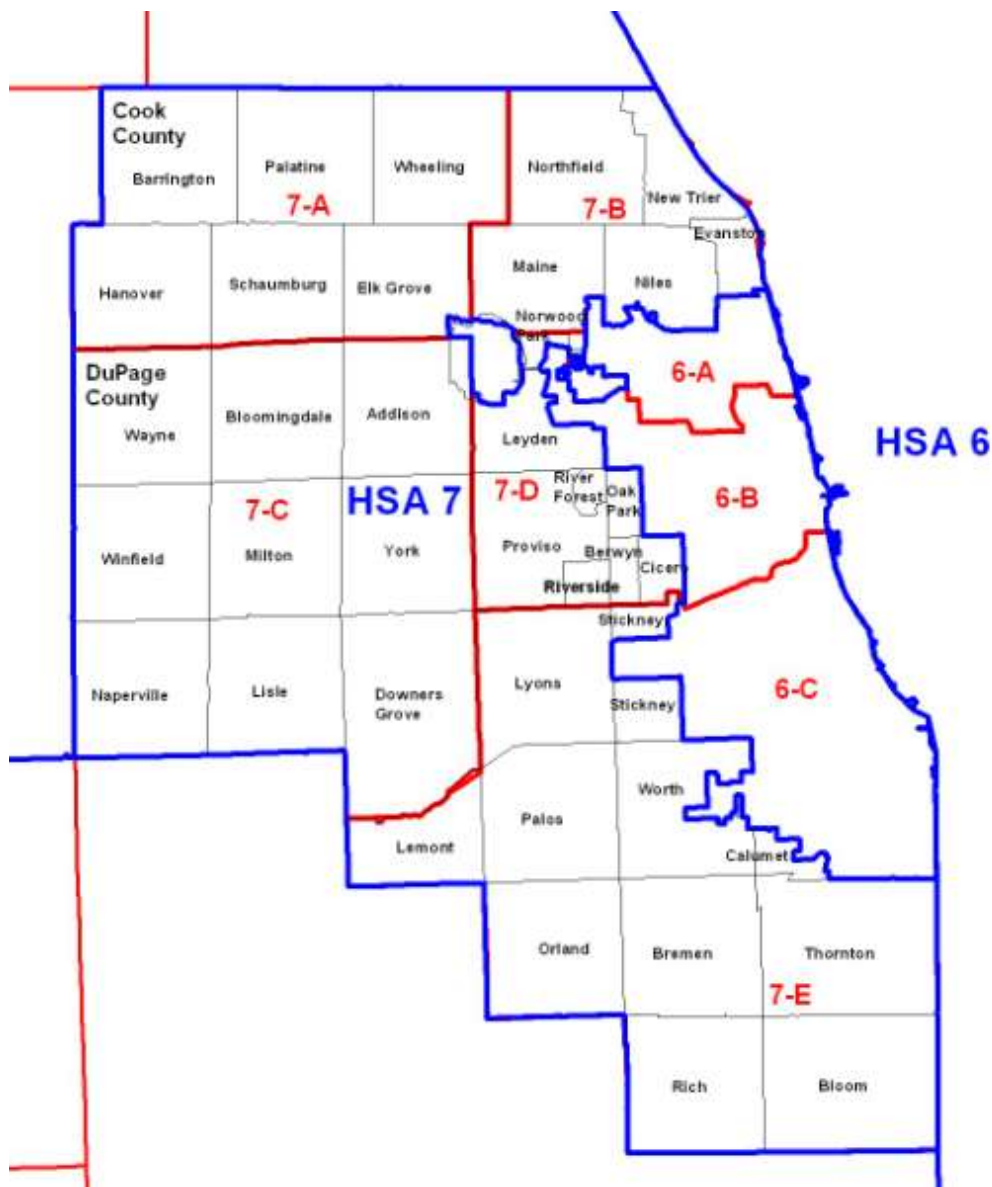 Cook
County
Barrington
Palatine
Wheeling
Northfield
7-A
7-B
New Trier
Evanston
Hanover
Schaumburg
Elk Grove
Maine
Niles
Norwood
Park
DuPage
County
6-A
Wayne
Bloomingdale
Addison
Leyden
HSA 6
7-C
HSA 7
7-D
River
Forest
Oak
Park
6-B
Winfield
Milton
York
Proviso
Berwyn
Cicero
Riverside
Stickney
Naperville
Lisle
Downers
Grove
Lyons
Stickney
6-C
Worth
Palos
Lemont
Calumet
Orland
Bremen
Thornton
7-E
Rich
Bloom